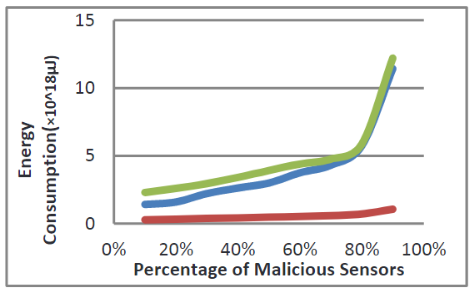 15
10
5
0
Energy
Consumption(×10^18μJ)
0% 20% 40% 60% 80% 100%
Percentage of Malicious Sensors